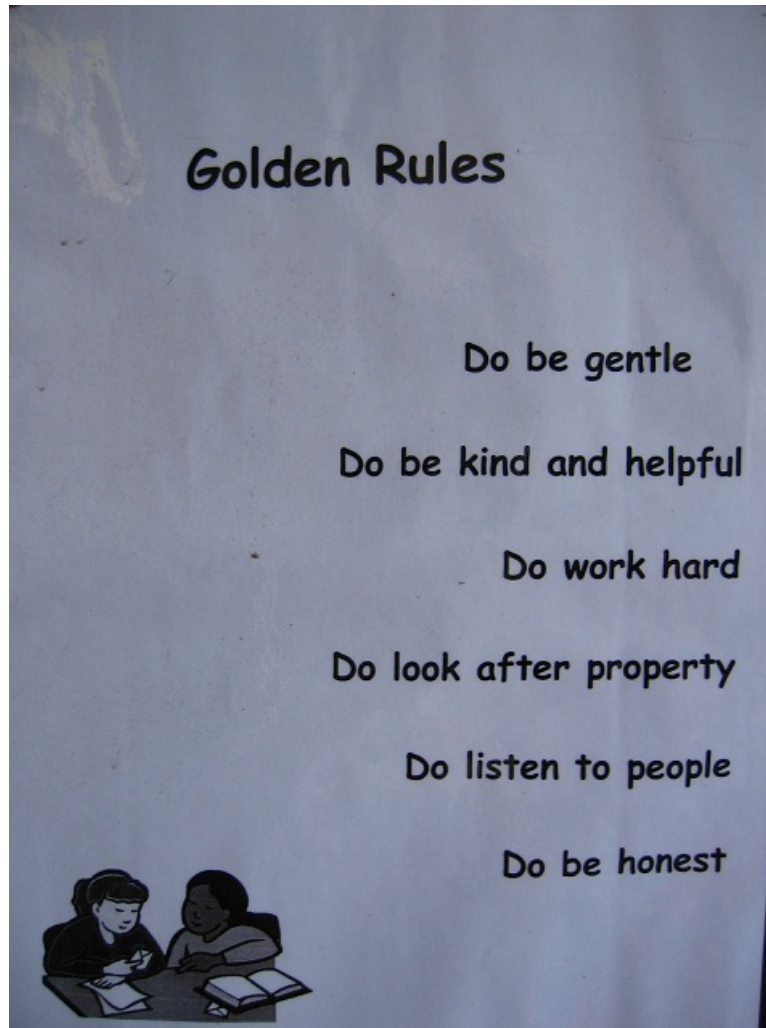 Golden Rules
Do be gentle
Do be kind and helpful
Do work hard
Do look after property
Do listen to people
Do be honest